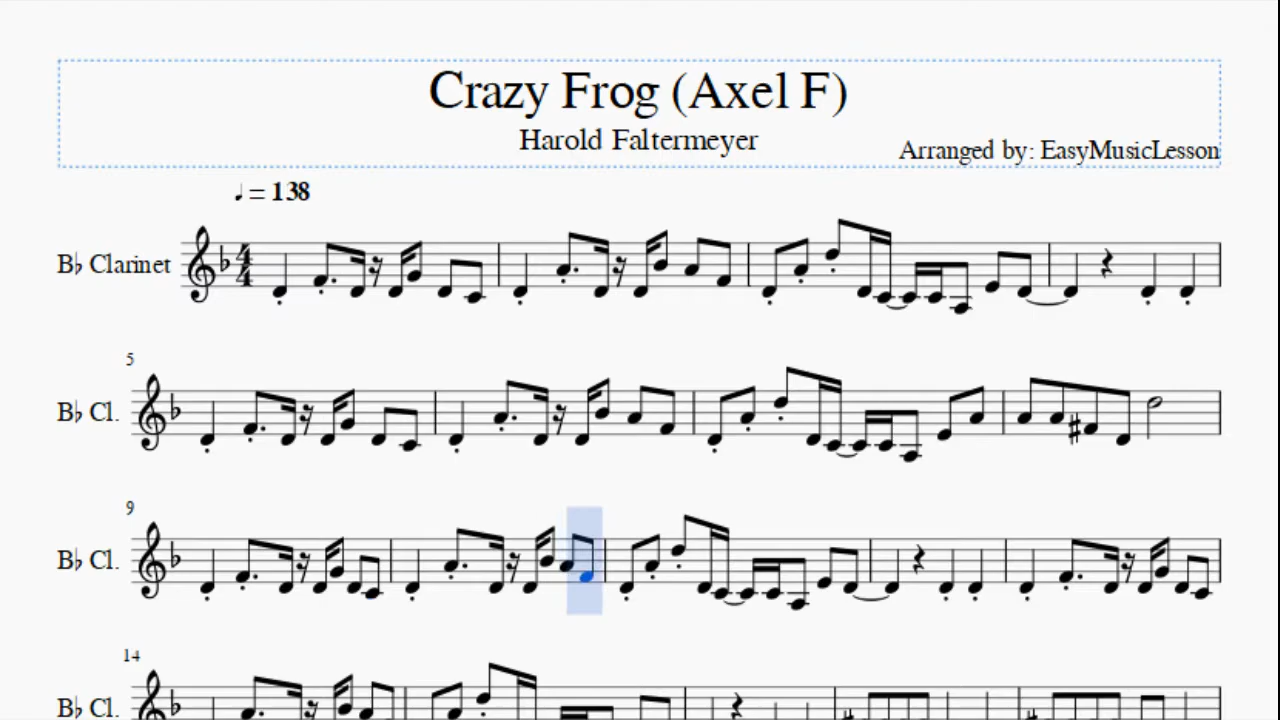 Crazy Frog (Axel F)
Harold Faltermeyer
Arranged by: EasyMusicLesson
♩ = 138
B♭ Clarinet
5
B♭ Cl.
9
B♭ Cl.
14
B♭ Cl.